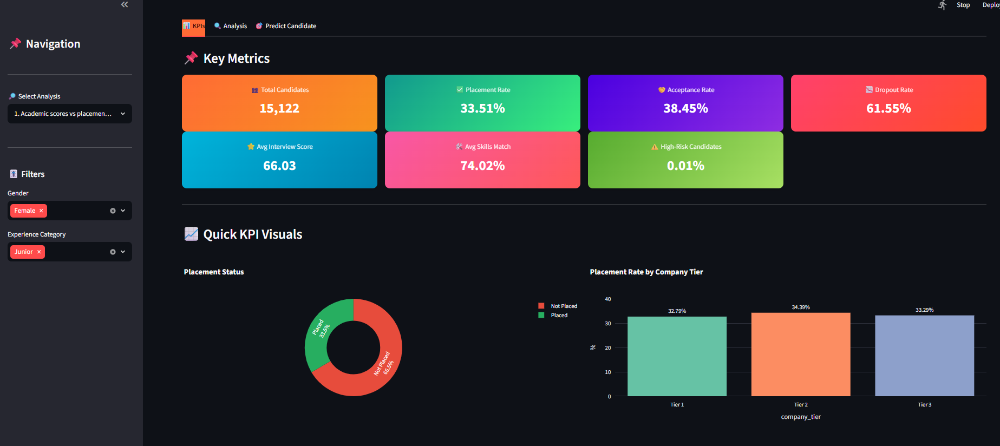 Stop
Deplo
Navigation
Select Analysis
1. Academic scores vs placemen...
Filters
Gender
Female ×
Experience Category
Junior ×
KPIs
Analysis
Predict Candidate
Key Metrics
Total Candidates
15,122
Placement Rate
33.51%
Acceptance Rate
38.45%
Dropout Rate
61.55%
Avg Interview Score
66.03
Avg Skills Match
74.02%
High-Risk Candidates
0.01%
Quick KPI Visuals
Placement Status
Placed
33.5%
Not Placed
66.5%
Not Placed
Placed
Placement Rate by Company Tier
%
40
30
20
10
0
32.79%
34.39%
33.29%
Tier 1
Tier 2
Tier 3
company_tier